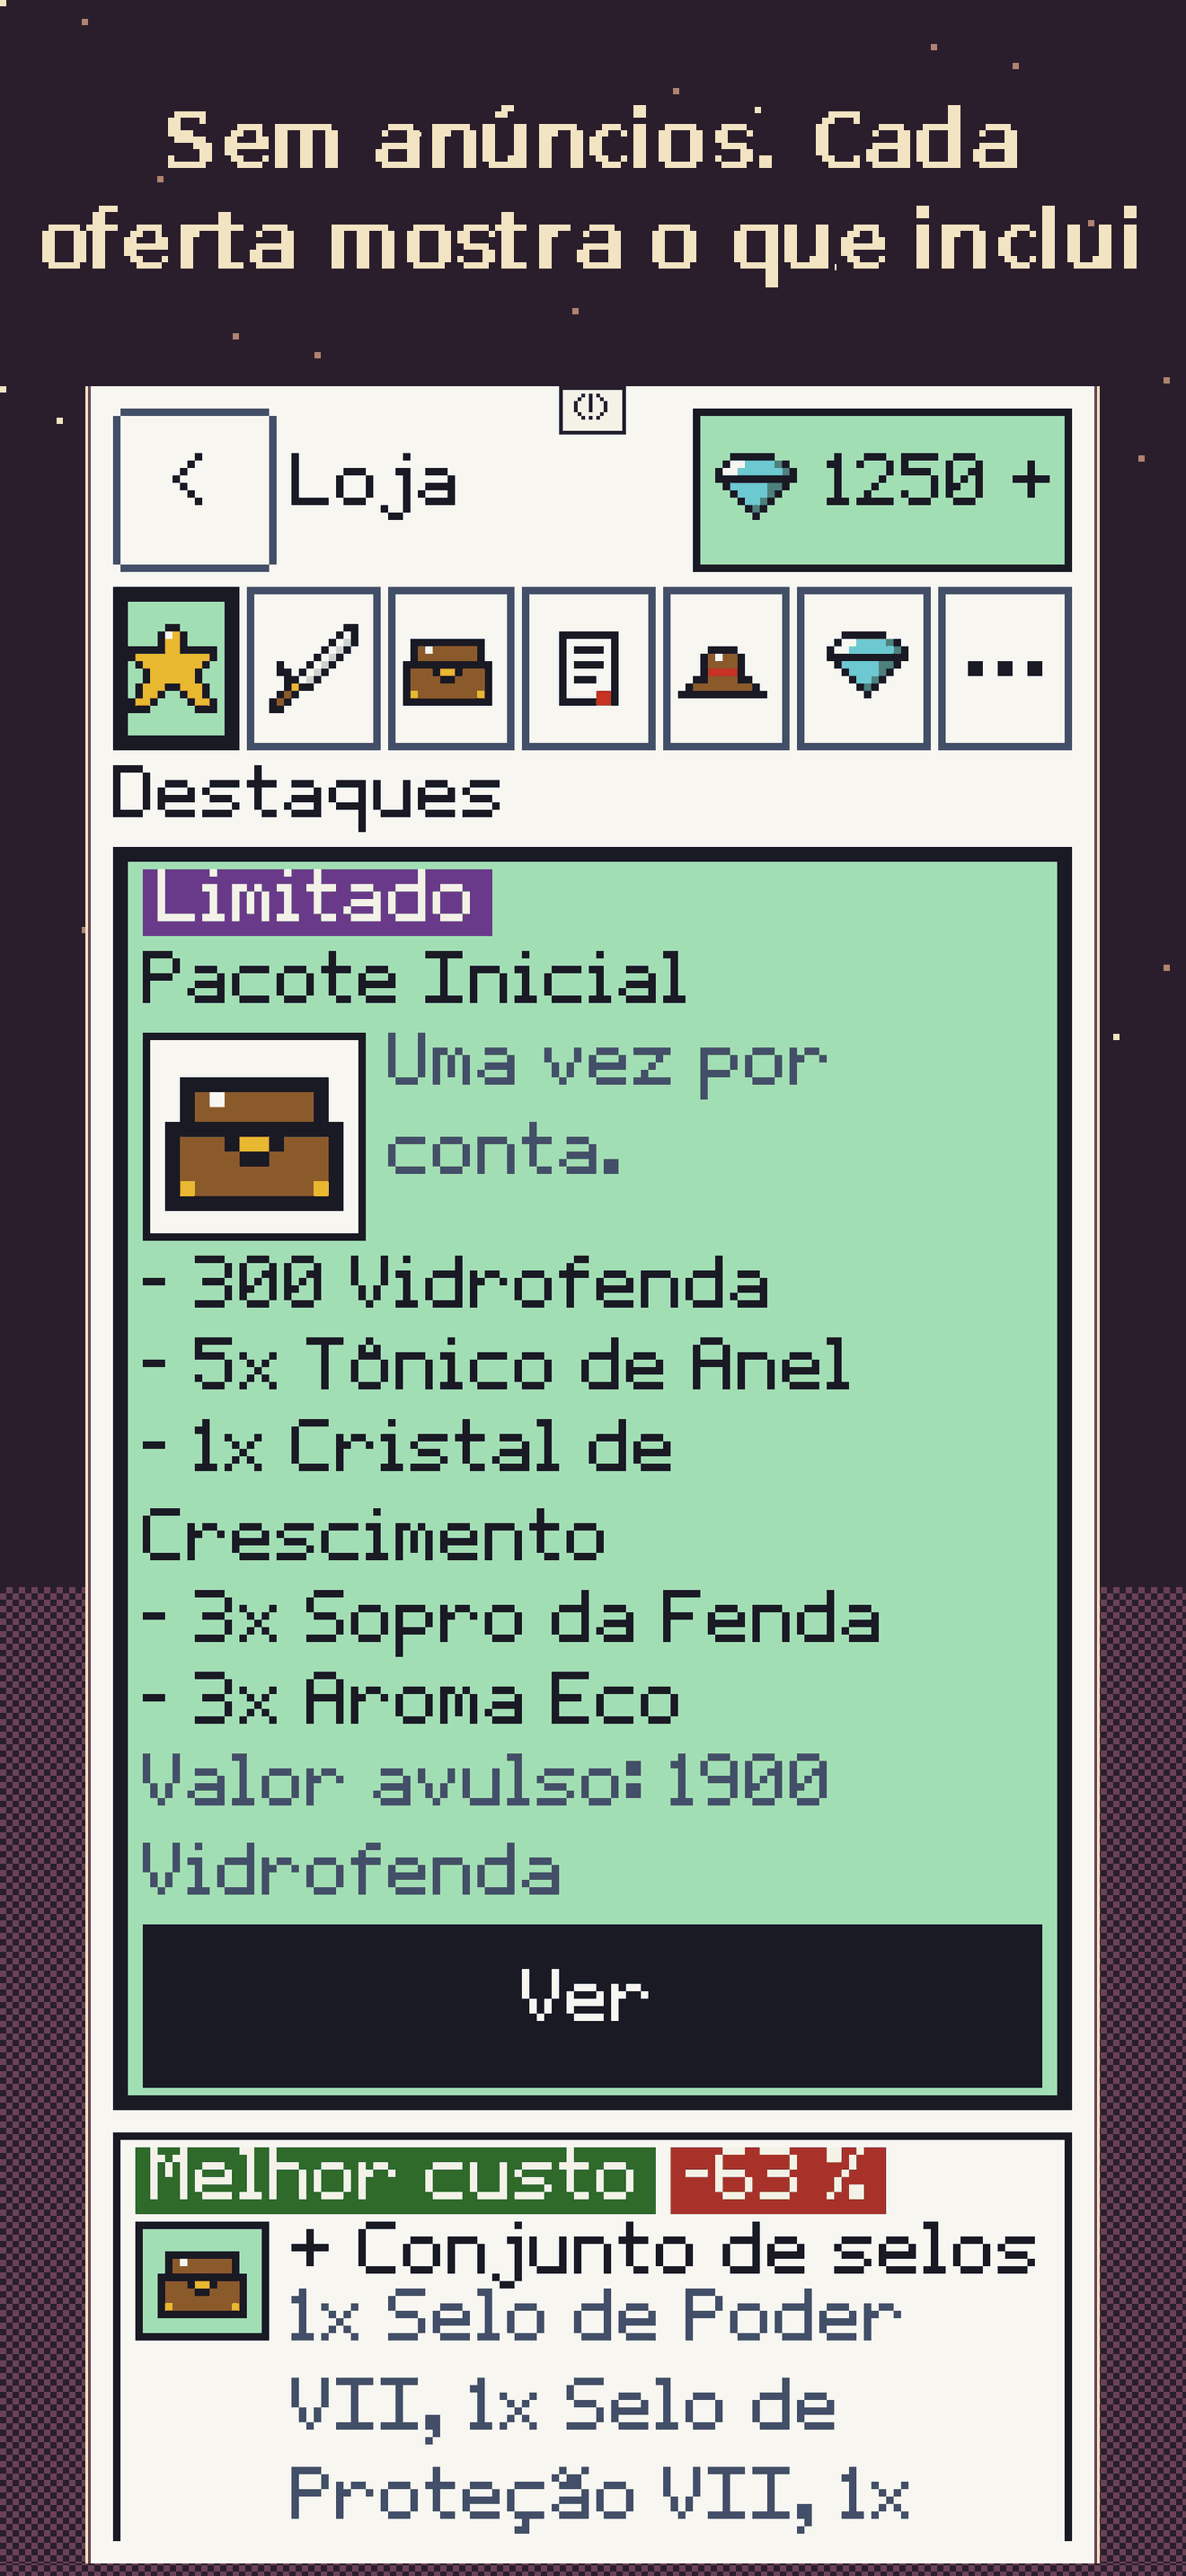 Sem anúncios. Cada
oferta mostra o que inclui
(!)
< Loja
1250 +
...
Destaques
Limitado
Pacote Inicial
Uma vez por
conta.
- 300 Vidrofenda
- 5x Tônico de Anel
- 1x Cristal de
Crescimento
- 3x Sopro da Fenda
- 3x Aroma Eco
Valor avulso: 1900
Vidrofenda
Ver
Melhor custo -63 %
+ Conjunto de selos
1x Selo de Poder
VII, 1x Selo de
Proteção VII, 1x